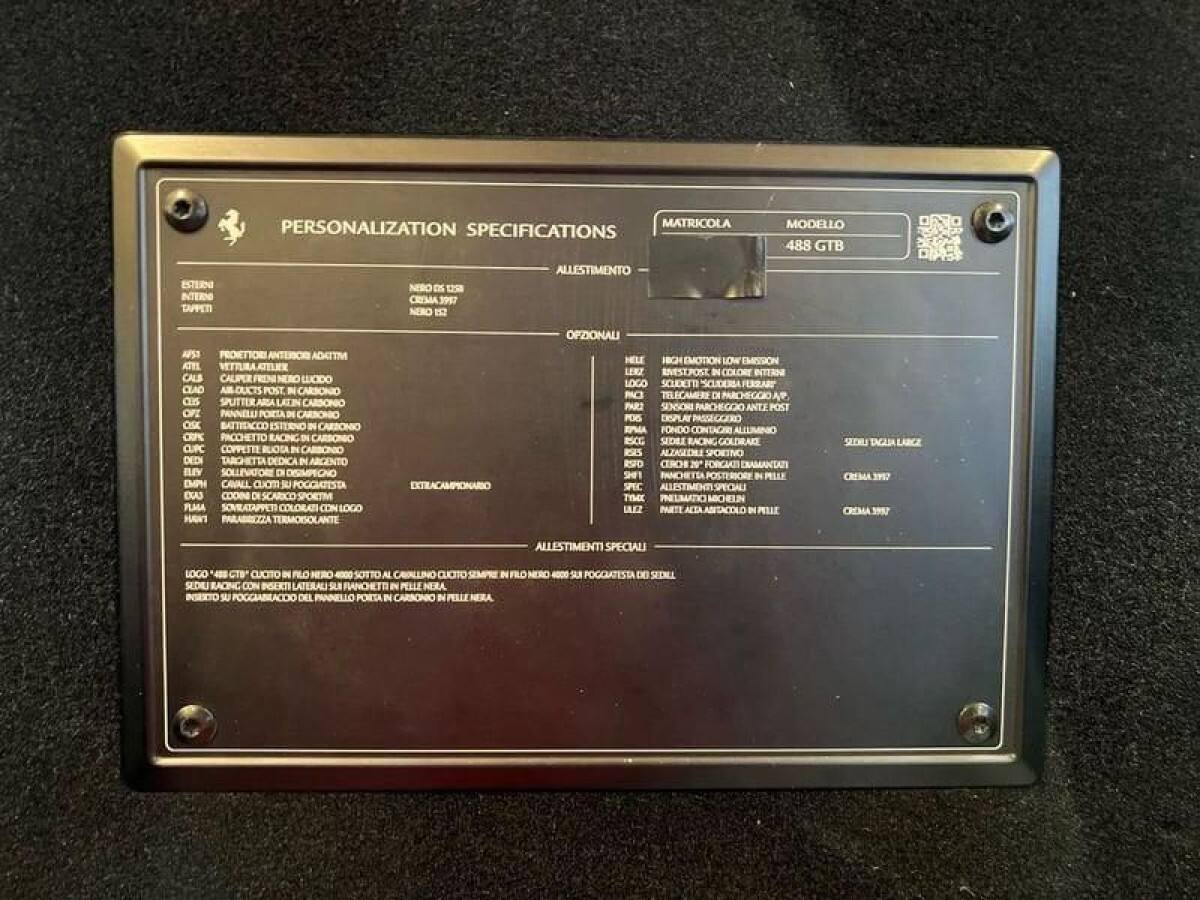 PERSONALIZATION SPECIFICATIONS
MATRICOLA MODELLO
488 GTB
ALLESTIMENTO
ESTERNI NERO DS 1250
INTERNI CREMA 3997
TAPPETI NERO 152
OPZIONALI
AFS1 PROIETTORI ANTERIORI ADATTIVI
ATEL VETTURA ATELIER
CALB CALIPER FRENI NERO LUCIDO
CEAD AIR-DUCTS POST. IN CARBONIO
CEIS SPLITTER ARIA LAT.IN CARBONIO
CIPZ PANNELLI PORTA IN CARBONIO
CISK BATTITACCO ESTERNO IN CARBONIO
CRPK PACCHETTO RACING IN CARBONIO
CUPC COPPETTE RUOTA IN CARBONIO
DEDI TARGHETTA DEDICA IN ARGENTO
ELEV SOLLEVATORE DI DISIMPEGNO
EMPH CAVALL. CUCITI SU POGGIATESTA EXTRACAMPIONARIO
EXA3 CODINI DI SCARICO SPORTIVI
FLMA SOVRATAPPETI COLORATI CON LOGO
HAW1 PARABREZZA TERMOISOLANTE
HELE HIGH EMOTION LOW EMISSION
LERZ RIVEST.POST. IN COLORE INTERNI
LOGO SCUDETTI "SCUDERIA FERRARI"
PAC3 TELECAMERE DI PARCHEGGIO A/P.
PAR2 SENSORI PARCHEGGIO ANT.E POST
PDIS DISPLAY PASSEGGERO
RPMA FONDO CONTAGIRI ALLUMINIO
RSCG SEDILE RACING GOLDRAKE SEDILI TAGLIA LARGE
RSES ALZASEDILE SPORTIVO
RSFD CERCHI 20" FORGIATI DIAMANTATI
SHF1 PANCHETTA POSTERIORE IN PELLE CREMA 3997
SPEC ALLESTIMENTI SPECIALI
TYMX PNEUMATICI MICHELIN
ULEZ PARTE ALTA ABITACOLO IN PELLE CREMA 3997
ALLESTIMENTI SPECIALI
LOGO "488 GTB" CUCITO IN FILO NERO 4000 SOTTO AL CAVALLINO CUCITO SEMPRE IN FILO NERO 4000 SUI POGGIATESTA DEI SEDILI
SEDILI RACING CON INSERTI LATERALI SUI FIANCHETTI IN PELLE NERA.
INSERTO SU POGGIABRACCIO DEL PANNELLO PORTA IN CARBONIO IN PELLE NERA.